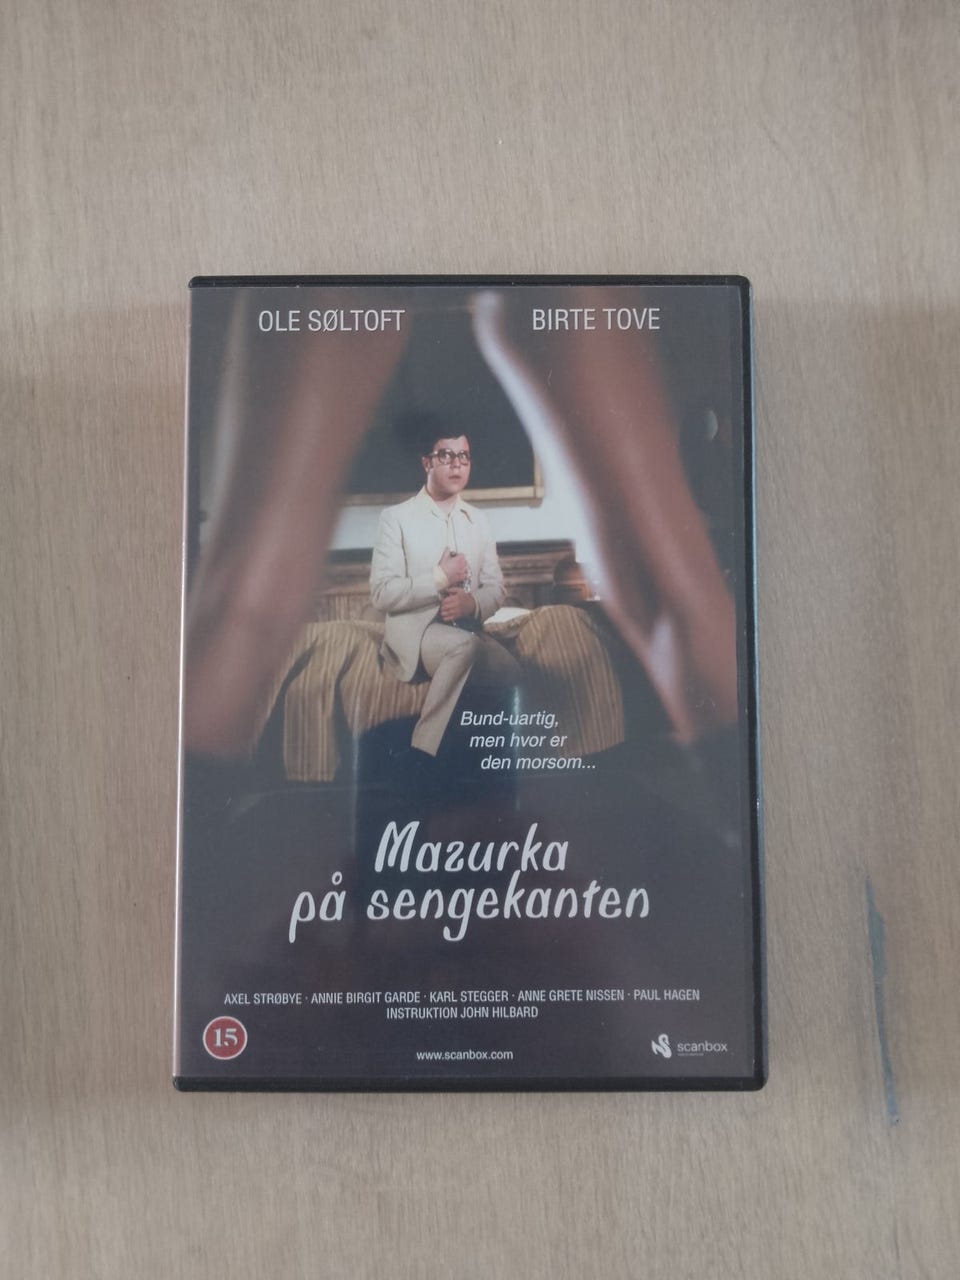 OLE SØLTOFT
BIRTE TOVE
Bund-uartig,
men hvor er
den morsom...
Mazurka
på sengekanten
AXEL STRØBYE · ANNIE BIRGIT GARDE · KARL STEGGER · ANNE GRETE NISSEN · PAUL HAGEN
INSTRUKTION JOHN HILBARD
15
www.scanbox.com
scanbox